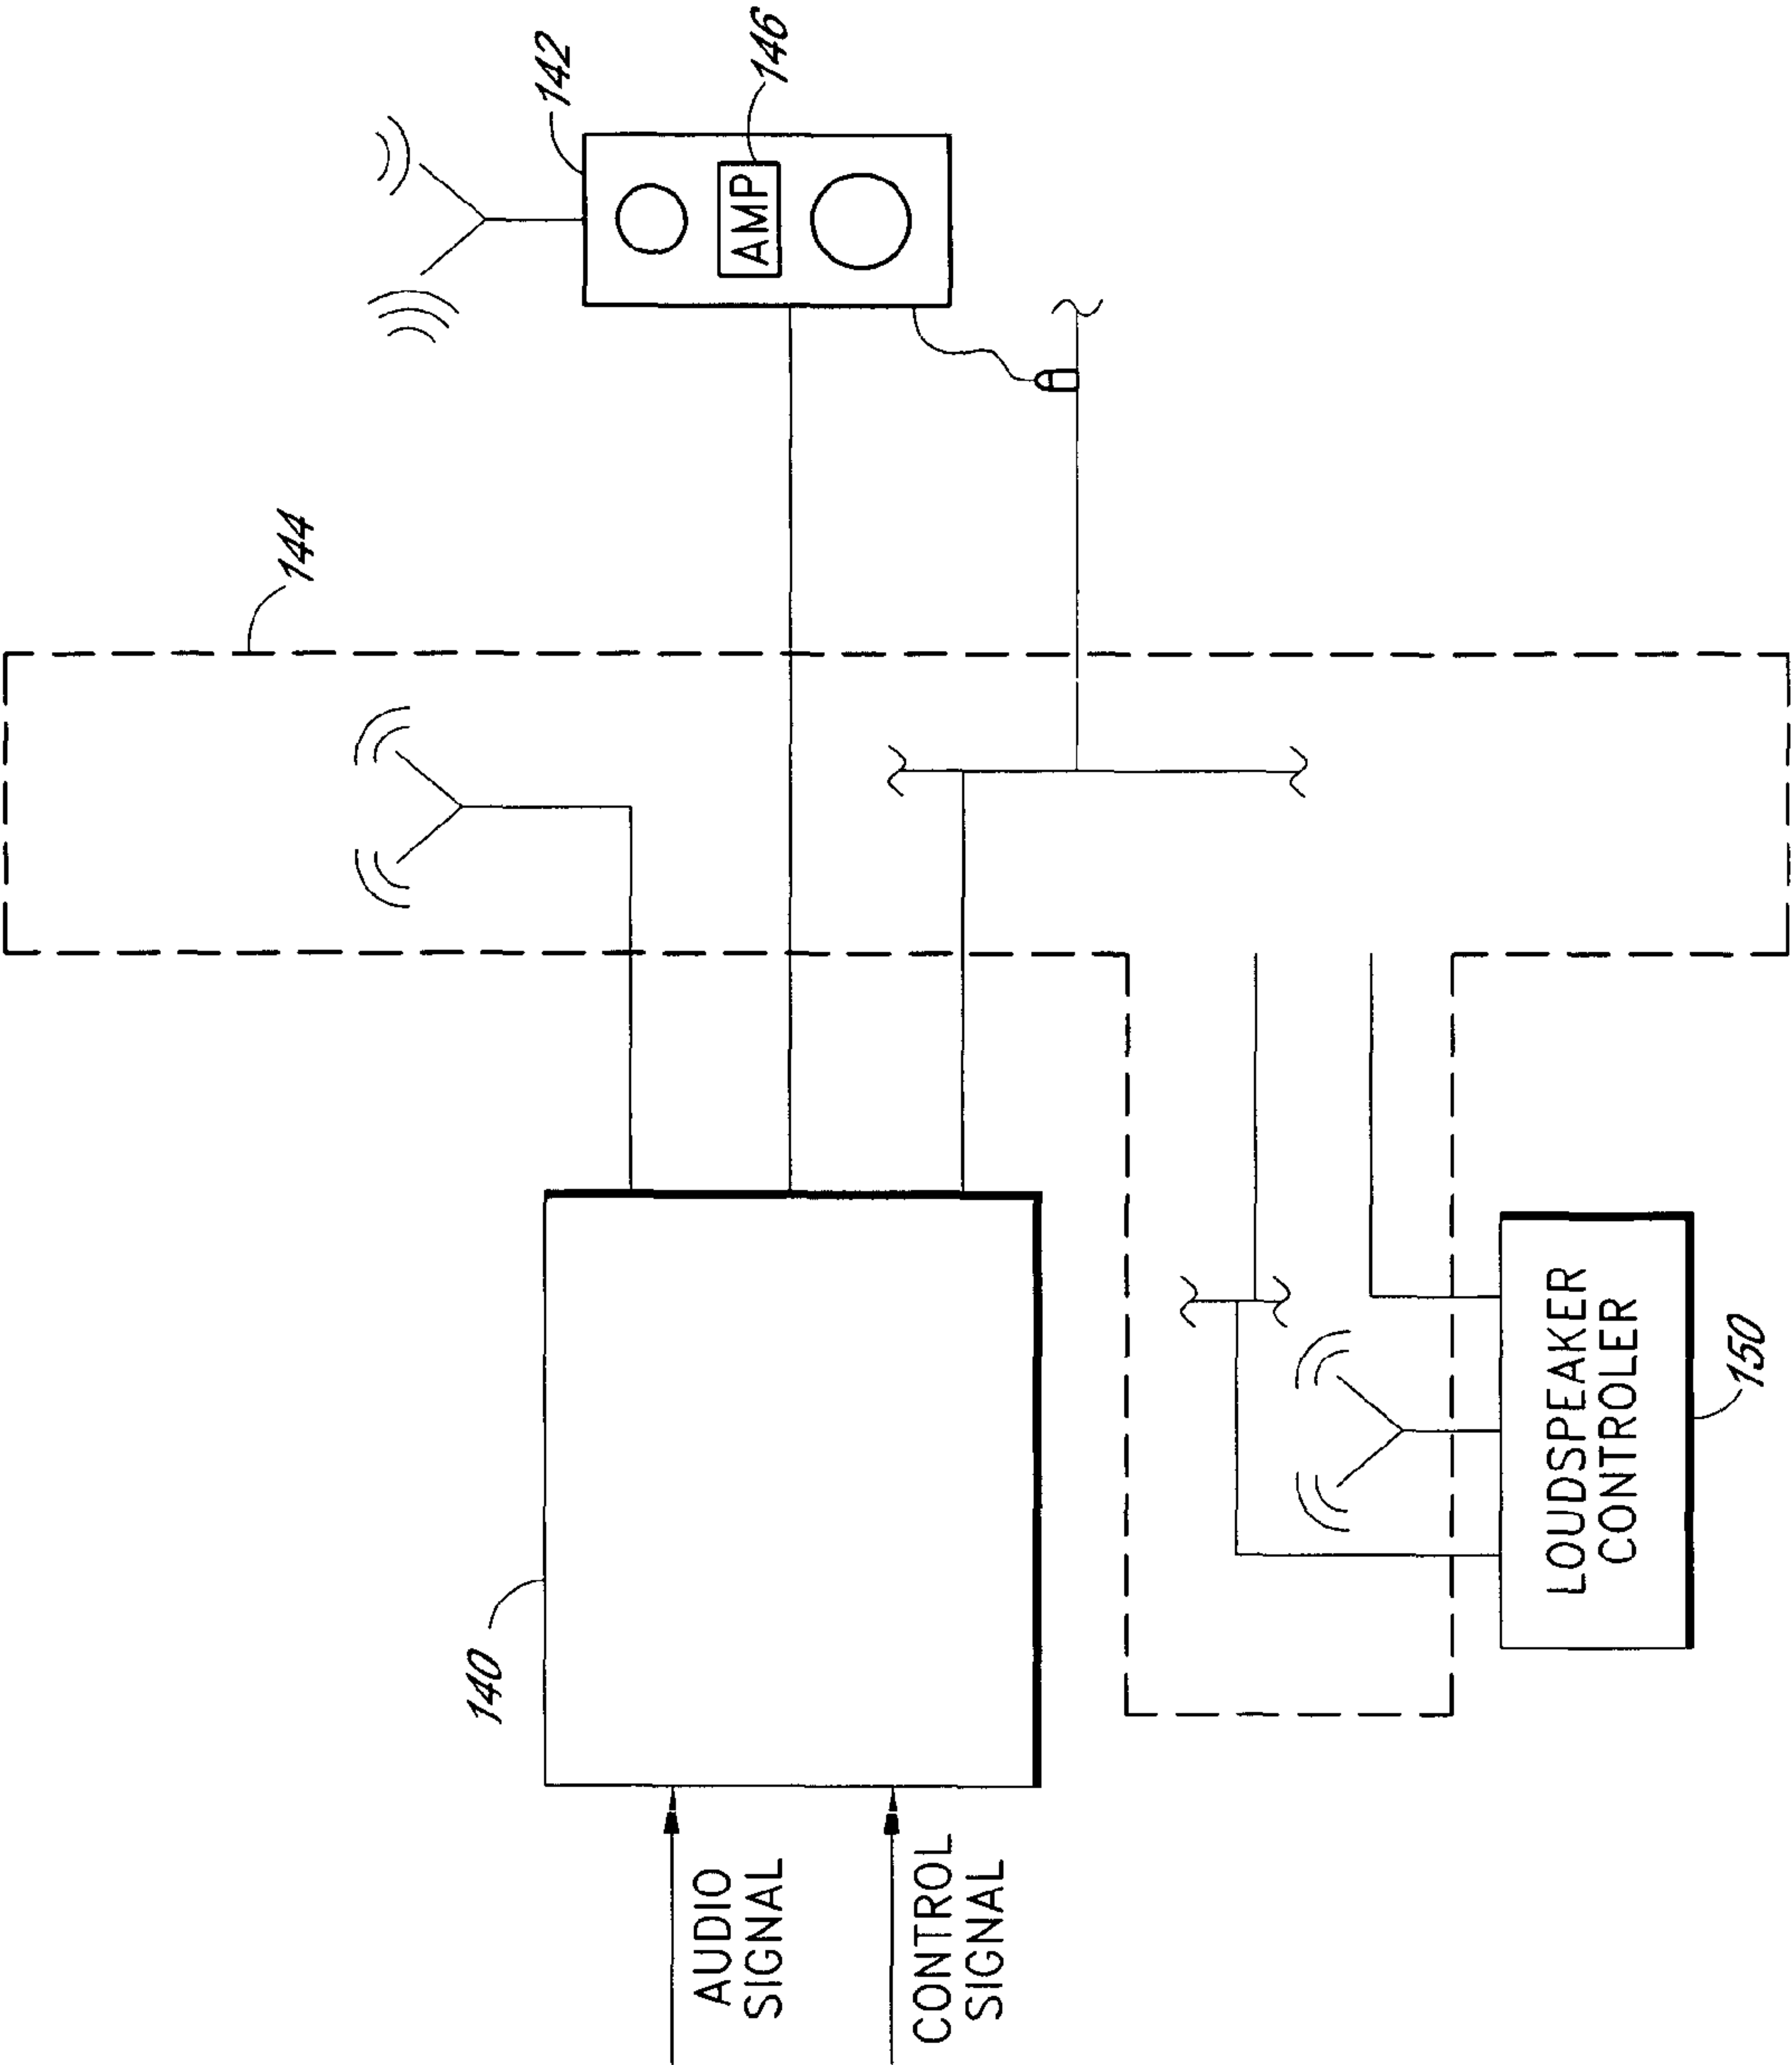 142
146
AMP
144
140
AUDIO
SIGNAL
CONTROL
SIGNAL
LOUDSPEAKER
CONTROLER
150